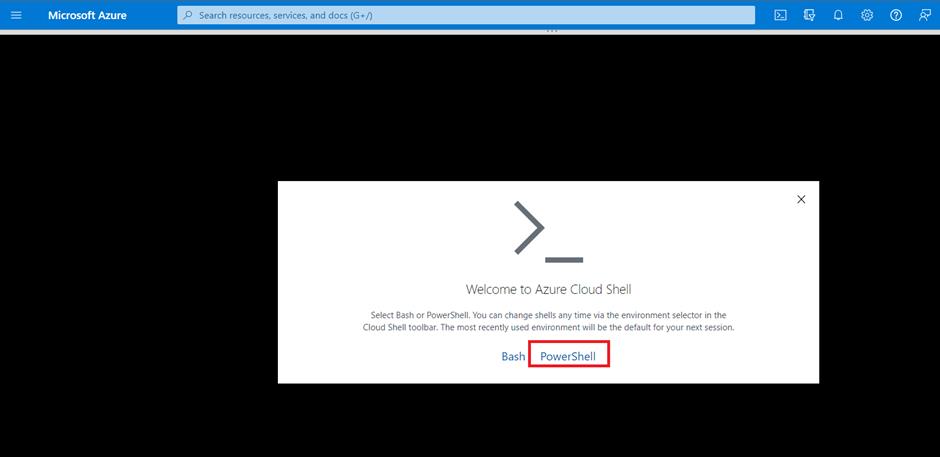 Microsoft Azure
Search resources, services, and docs (G+/)
Welcome to Azure Cloud Shell
Select Bash or PowerShell. You can change shells any time via the environment selector in the
Cloud Shell toolbar. The most recently used environment will be the default for your next session.
Bash PowerShell